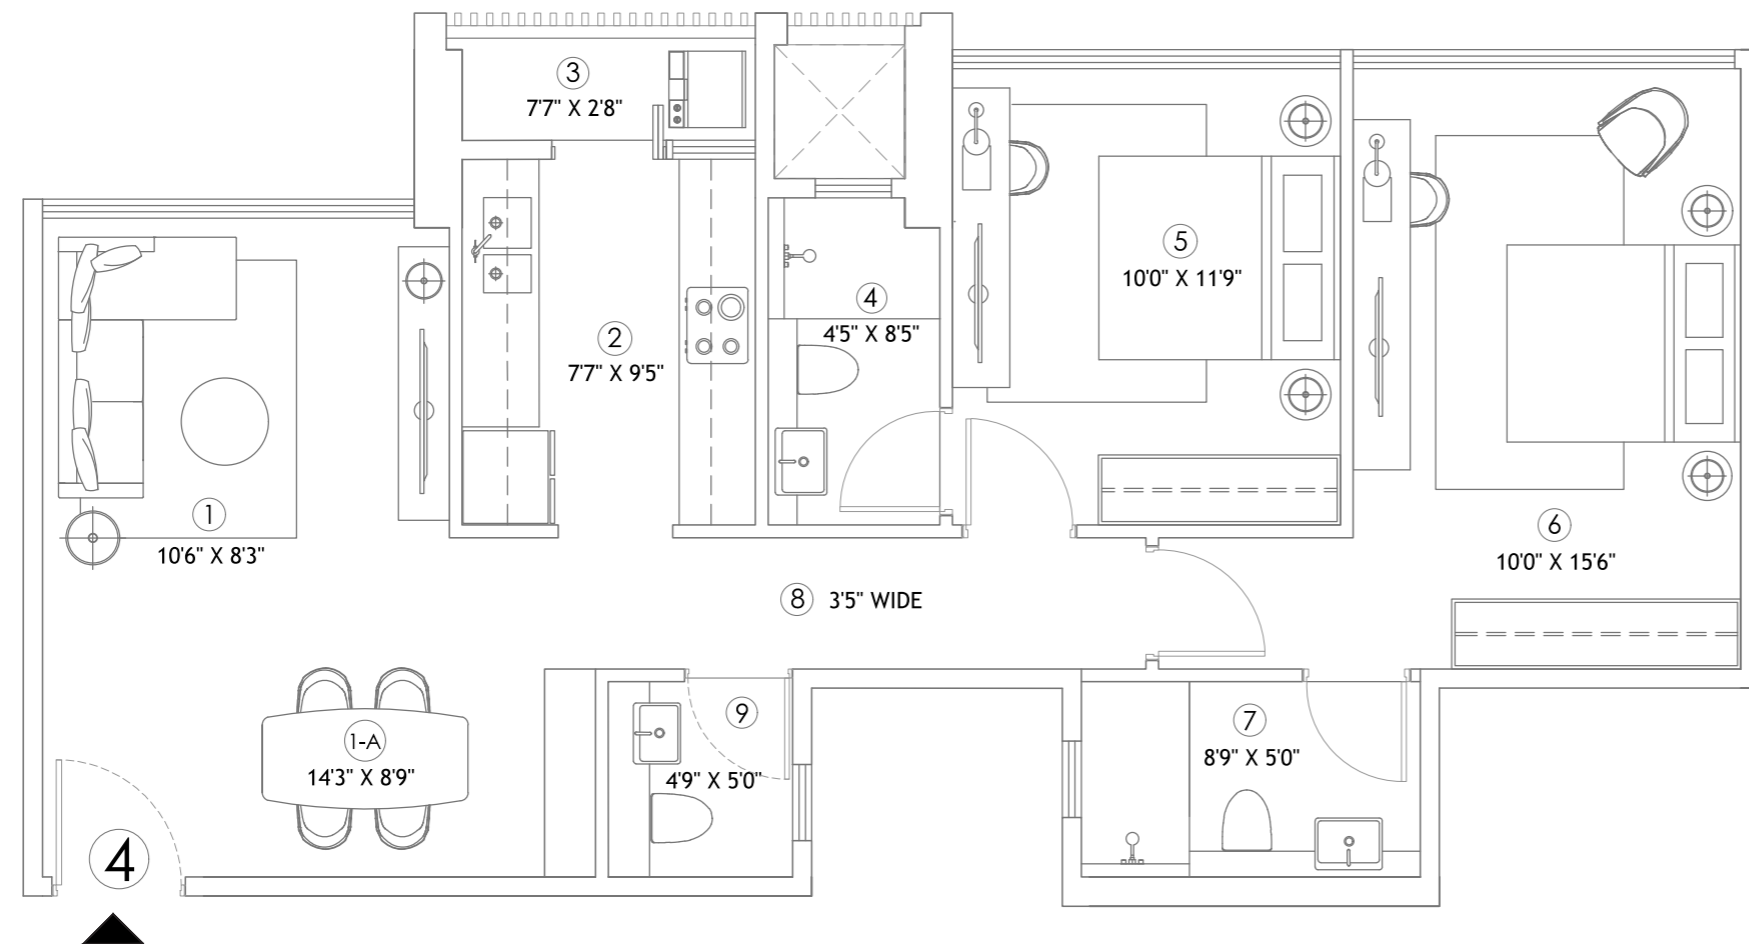 3
7'7" X 2'8"
5
10'0" X 11'9"
4
4'5" X 8'5"
2
7'7" X 9'5"
1
10'6" X 8'3"
6
10'0" X 15'6"
8 3'5" WIDE
9
4'9" X 5'0"
7
8'9" X 5'0"
1-A
14'3" X 8'9"
4